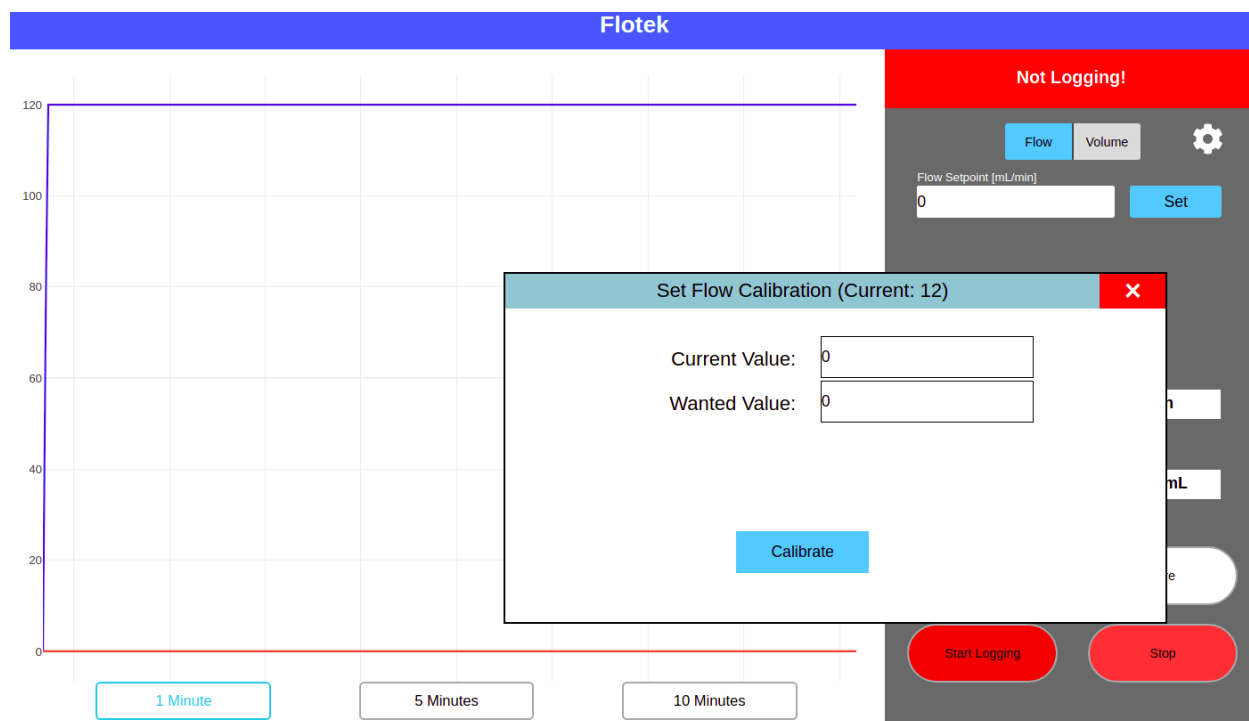 Flotek
Not Logging!
Flow
Volume
Flow Setpoint [mL/min]
0
Set
120
100
80
60
40
20
0
Set Flow Calibration (Current: 12)
Current Value:
0
Wanted Value:
0
Calibrate
mL
Start Logging
Stop
1 Minute
5 Minutes
10 Minutes